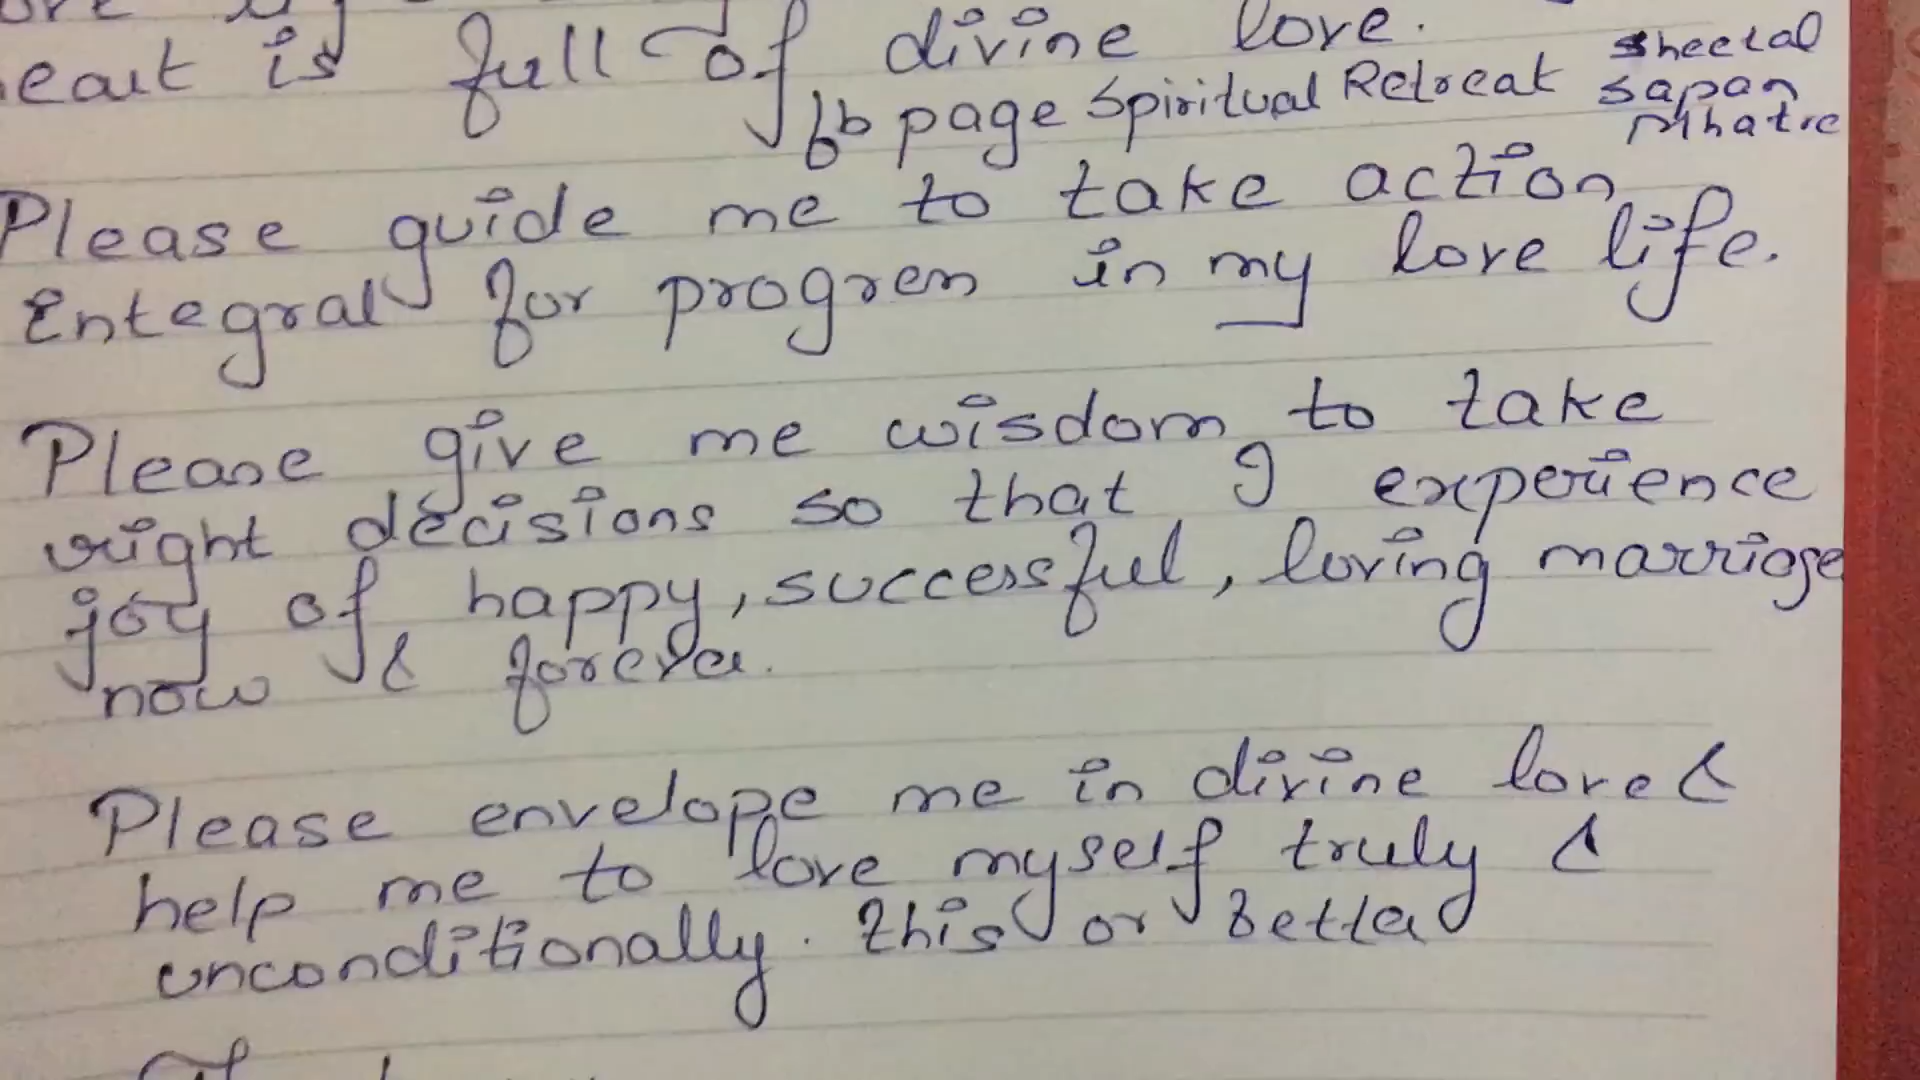 eart is full of divine love.
fb page Spiritual Retreat Sheetal
Sapan
Mhatre
Please guide me to take action
Integral for progress in my love life.
Please give me wisdom to take
right decisions so that I experience
joy of happy, successful, loving marriage
now & forever.
Please envelope me in divine love &
help me to love myself truly &
unconditionally. This or better